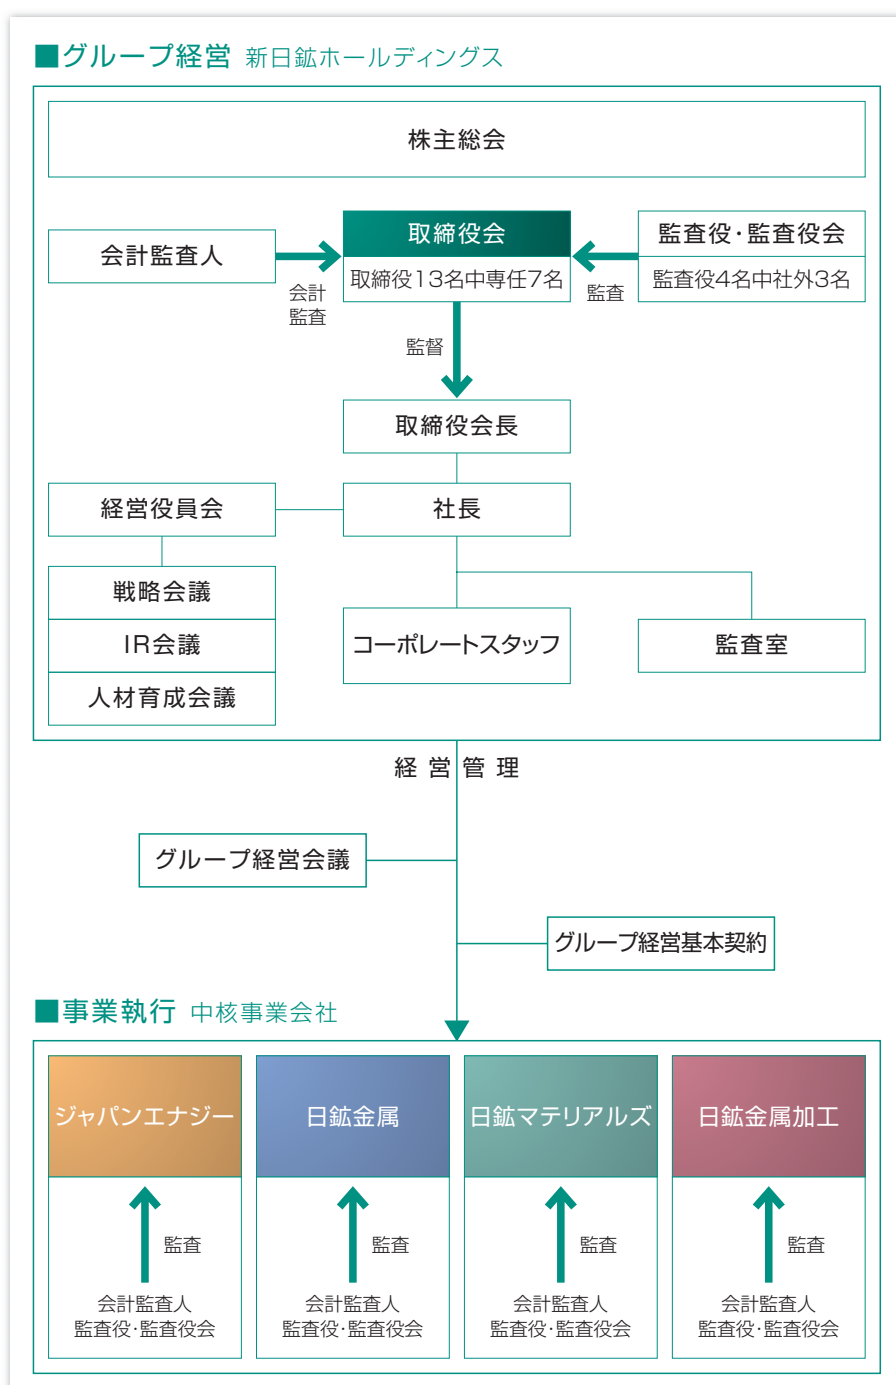 ■グループ経営 新日鉱ホールディングス
株主総会
会計監査人
会計
監査
取締役会
取締役13名中専任7名
監査
監査役・監査役会
監査役4名中社外3名
監督
取締役会長
経営役員会
社長
戦略会議
IR会議
人材育成会議
コーポレートスタッフ
監査室
経営管理
グループ経営会議
グループ経営基本契約
■事業執行 中核事業会社
ジャパンエナジー
監査
会計監査人
監査役・監査役会
日鉱金属
監査
会計監査人
監査役・監査役会
日鉱マテリアルズ
監査
会計監査人
監査役・監査役会
日鉱金属加工
監査
会計監査人
監査役・監査役会